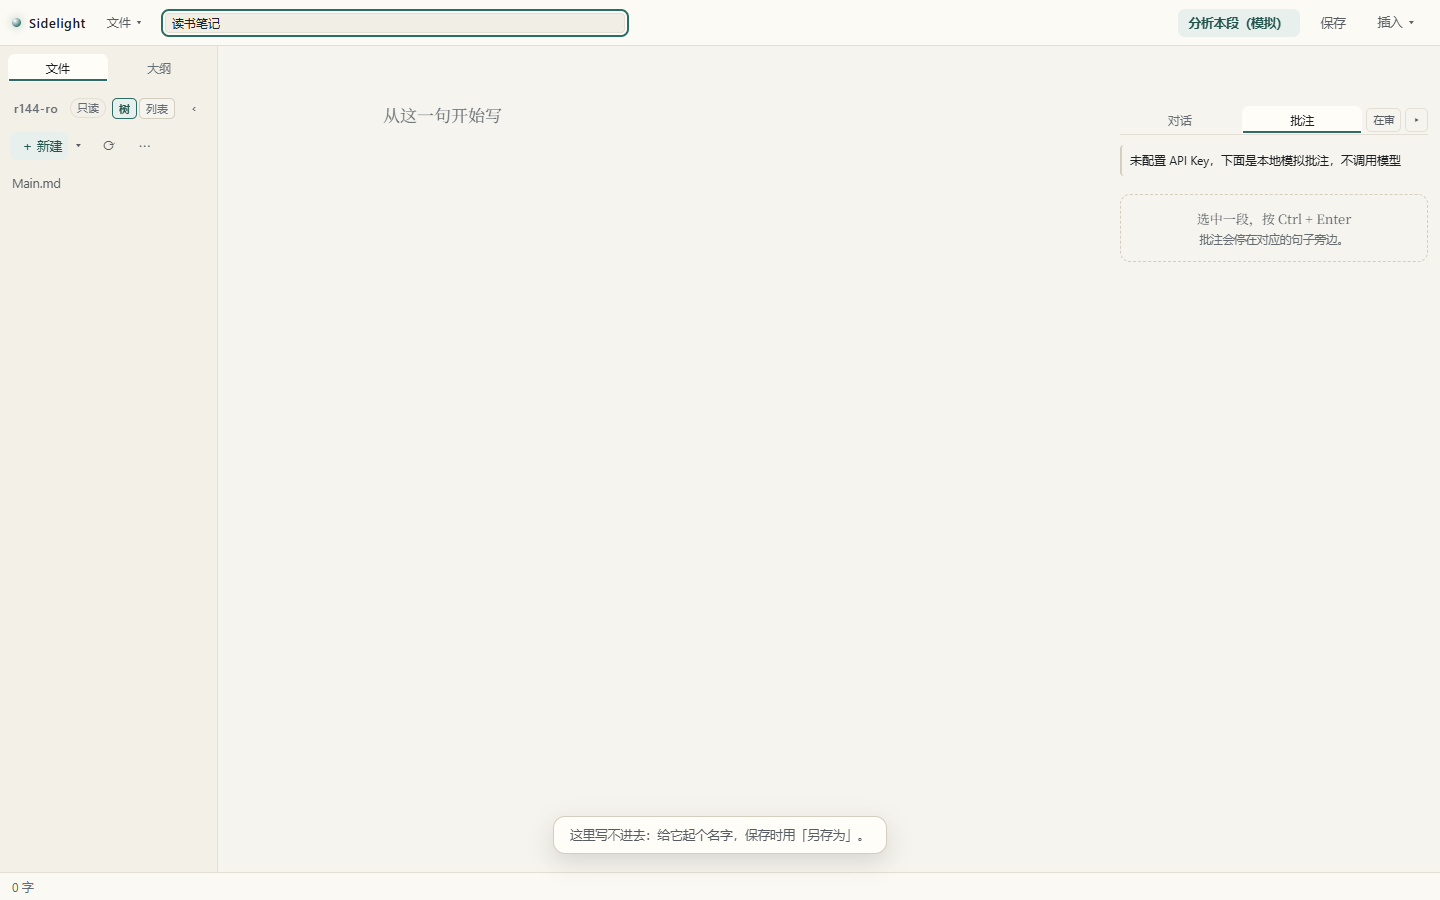 Sidelight 文件 读书笔记 分析本段（模拟） 保存 插入
文件 大纲
r144-ro 只读 树 列表
+ 新建 ...
Main.md
从这一句开始写
对话 批注 在审
未配置 API Key，下面是本地模拟批注，不调用模型
选中一段，按 Ctrl + Enter
批注会停在对应的句子旁边。
这里写不进去：给它起个名字，保存时用「另存为」。
0 字